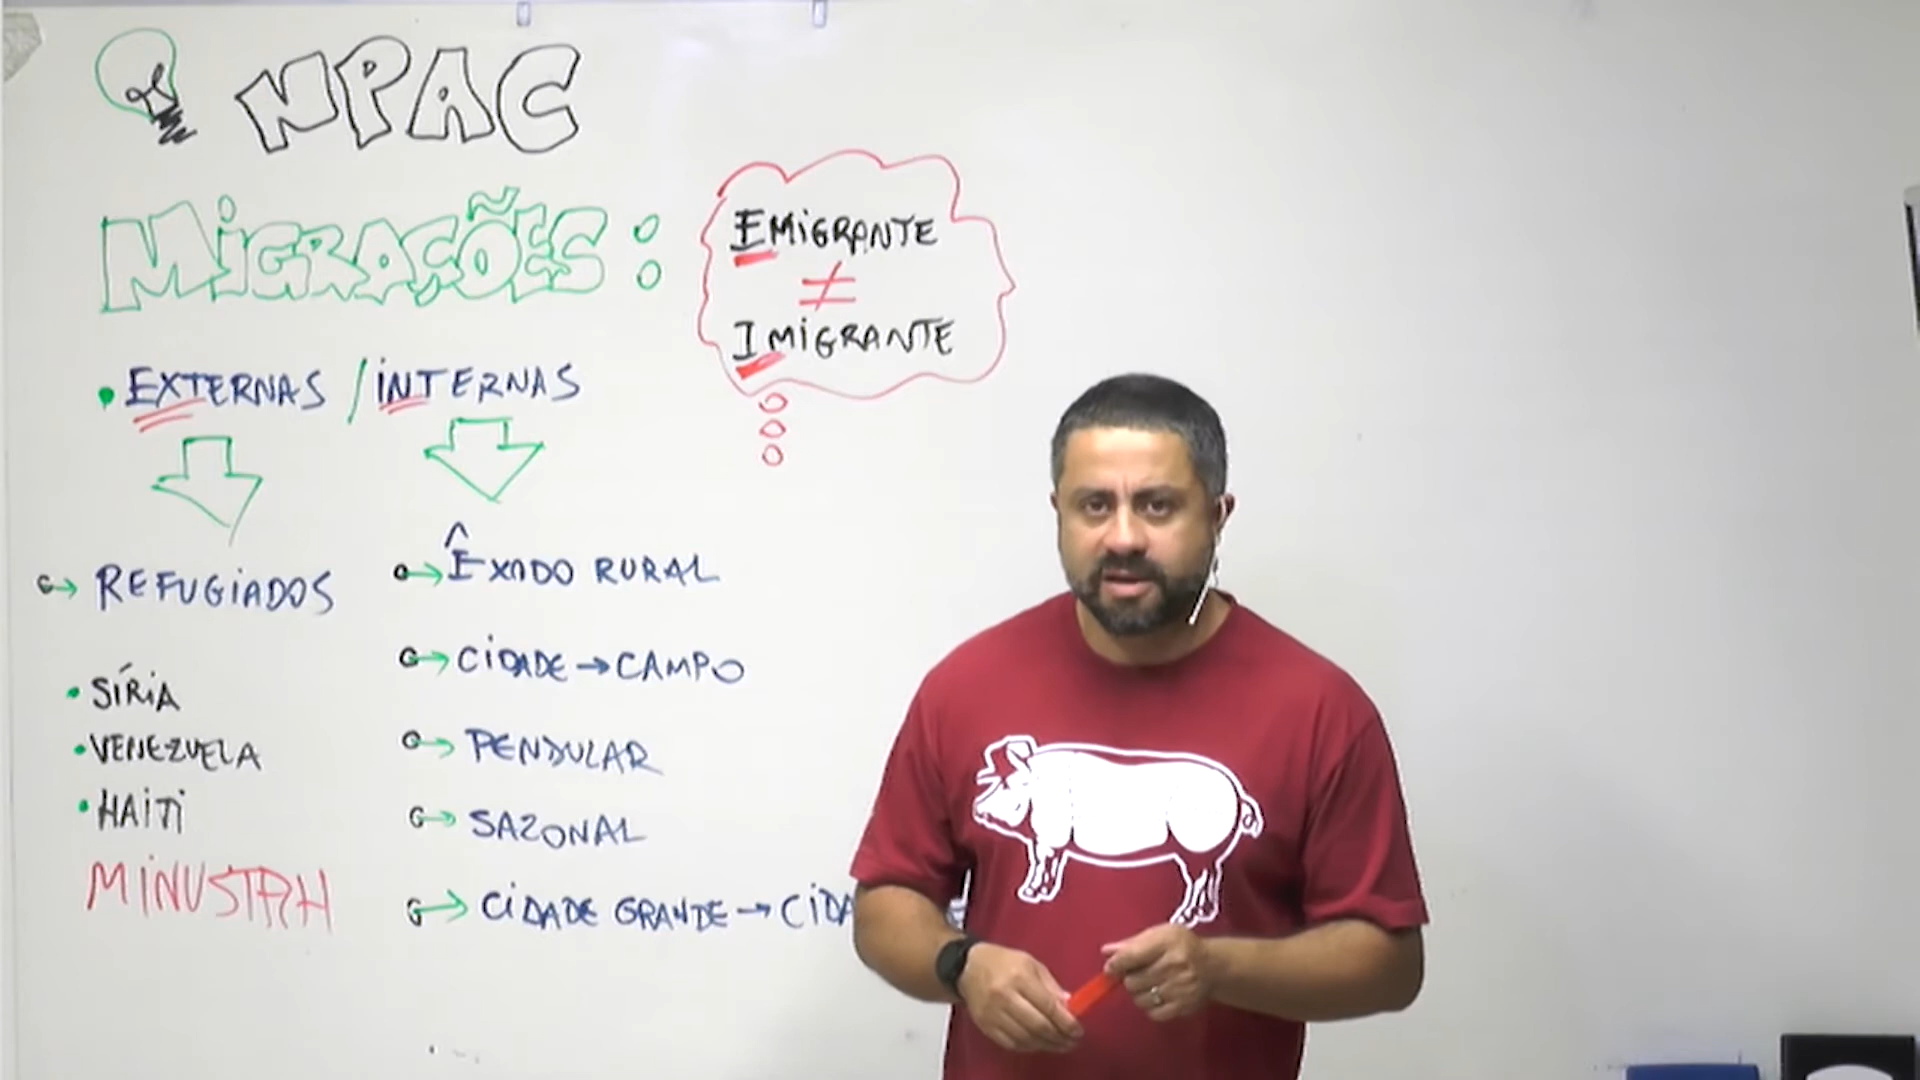 NPAC
MIGRAÇÕES:
EMIGRANTE
≠
IMIGRANTE
• EXTERNAS / INTERNAS
REFUGIADOS
• SÍRIA
• VENEZUELA
• HAITI
MINUSTAH
ÊXODO RURAL
CIDADE → CAMPO
PENDULAR
SAZONAL
CIDADE GRANDE →